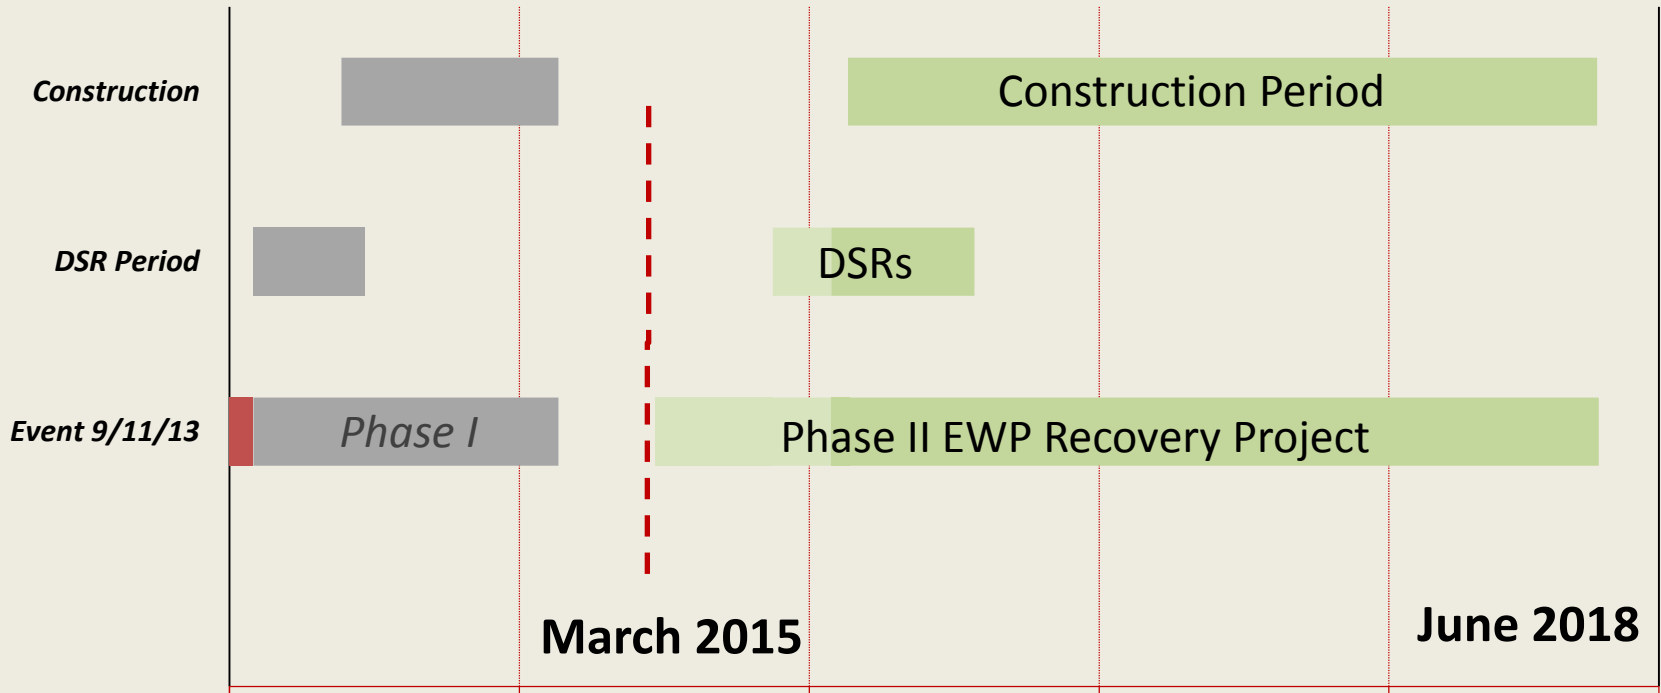 Construction
Construction Period
DSR Period
DSRs
Event 9/11/13
Phase I
Phase II EWP Recovery Project
March 2015
June 2018